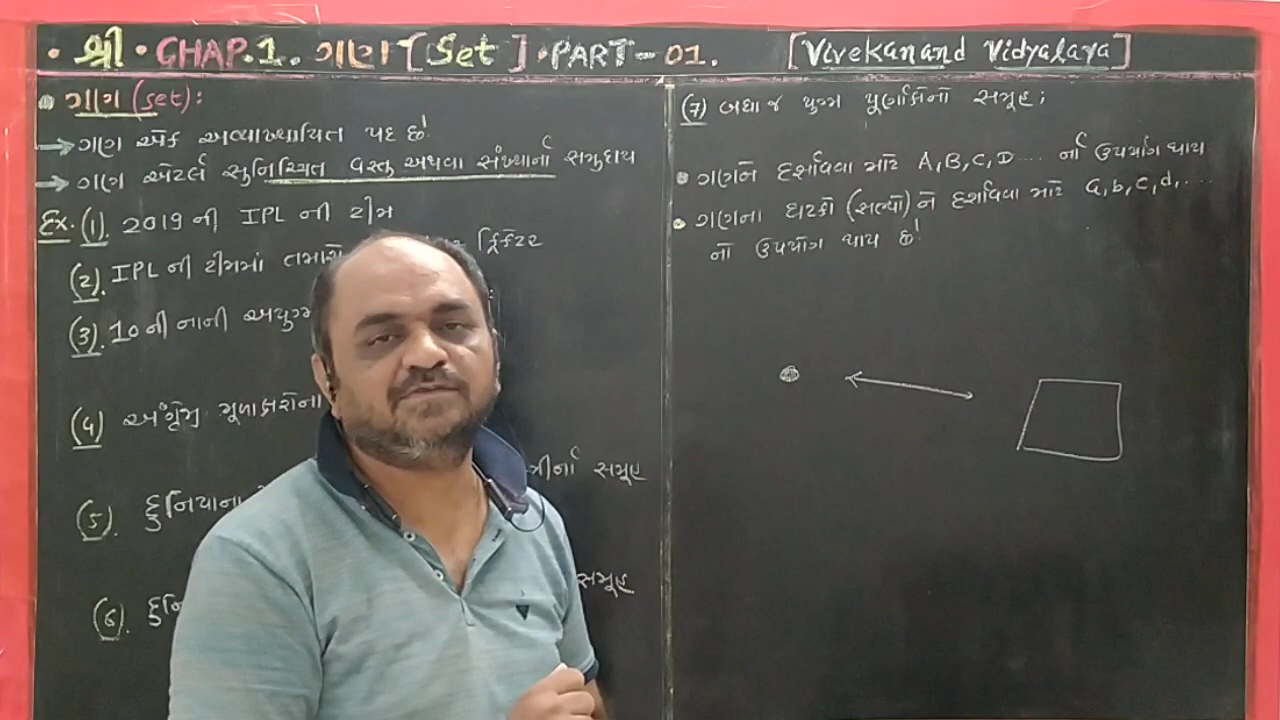 • શ્રી • CHAP.1. ગણ [Set] • PART-01. [Vivekanand Vidyalaya]
ગણ (set):
→ ગણ એક અવ્યાખ્યાયિત પદ છે!
→ ગણ એટલે સુનિશ્ચિત વસ્તુ અથવા સંખ્યાનો સમુદાય
Ex. (1) 2019 ની IPL ની ટીમ
(2). IPL ની ટીમમાં ક્રિકેટર
(3). 10 ની નાની અયુગ્મ
(4) અંગ્રેજી મૂળાક્ષરોના
(5). દુનિયાના ત્રીનો સમૂહ
(6). સમૂહ
(7) બધા જ યુગ્મ પૂર્ણાંકોનો સમૂહ;
• ગણને દર્શાવવા માટે A, B, C, D .... નો ઉપયોગ થાય
• ગણના ઘટકો (સભ્યો) ને દર્શાવવા માટે a, b, c, d, ....
નો ઉપયોગ થાય છે!